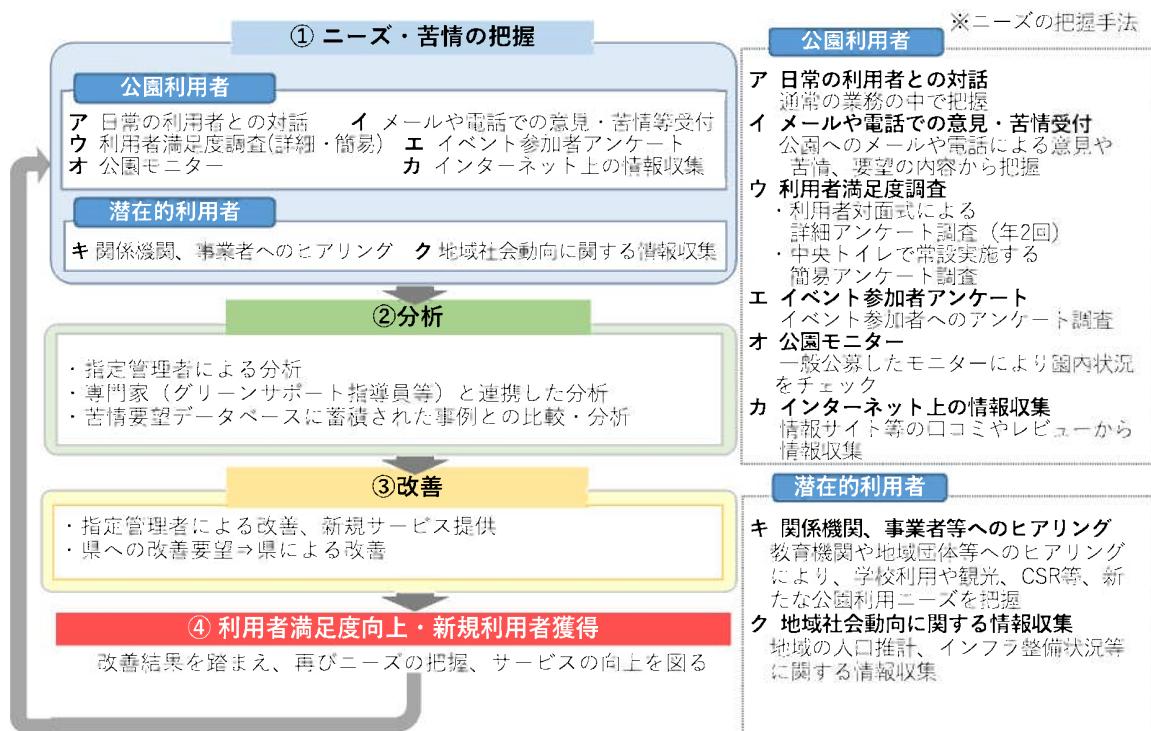 ① ニーズ・苦情の把握
公園利用者
ア 日常の利用者との対話 イ メールや電話での意見・苦情等受付
ウ 利用者満足度調査(詳細・簡易) エ イベント参加者アンケート
オ 公園モニター カ インターネット上の情報収集
潜在的利用者
キ 関係機関、事業者へのヒアリング ク 地域社会動向に関する情報収集
②分析
・指定管理者による分析
・専門家（グリーンサポート指導員等）と連携した分析
・苦情要望データベースに蓄積された事例との比較・分析
③改善
・指定管理者による改善、新規サービス提供
・県への改善要望⇒県による改善
④ 利用者満足度向上・新規利用者獲得
改善結果を踏まえ、再びニーズの把握、サービスの向上を図る
※ニーズの把握手法
公園利用者
ア 日常の利用者との対話
通常の業務の中で把握
イ メールや電話での意見・苦情受付
公園へのメールや電話による意見や
苦情、要望の内容から把握
ウ 利用者満足度調査
・利用者対面式による
詳細アンケート調査（年2回）
・中央トイレで常設実施する
簡易アンケート調査
エ イベント参加者アンケート
イベント参加者へのアンケート調査
オ 公園モニター
一般公募したモニターにより園内状況
をチェック
カ インターネット上の情報収集
情報サイト等の口コミやレビューから
情報収集
潜在的利用者
キ 関係機関、事業者等へのヒアリング
教育機関や地域団体等へのヒアリング
により、学校利用や観光、CSR等、新
たな公園利用ニーズを把握
ク 地域社会動向に関する情報収集
地域の人口推計、インフラ整備状況等
に関する情報収集